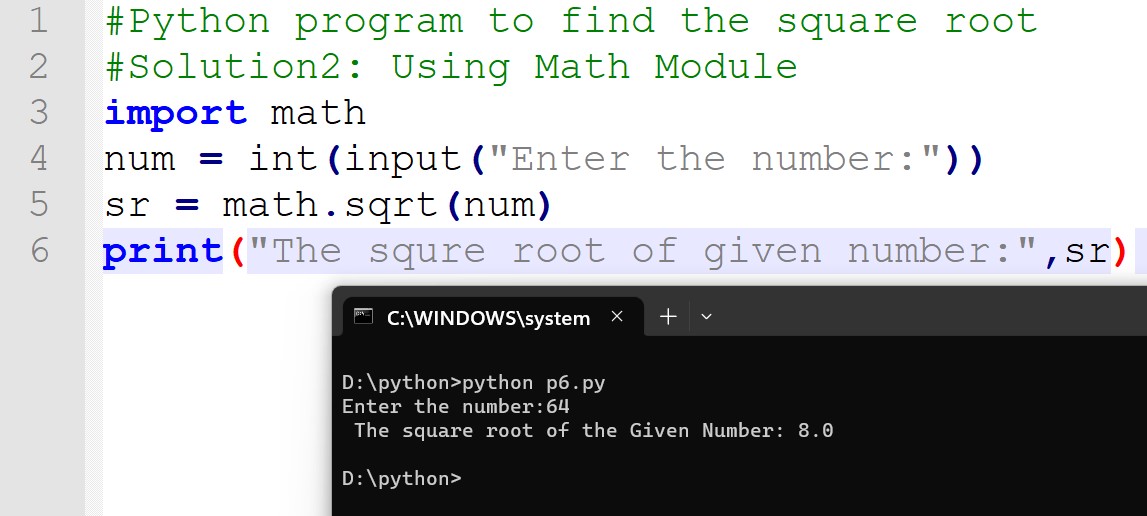 1 #Python program to find the square root
2 #Solution2: Using Math Module
3 import math
4 num = int(input("Enter the number:"))
5 sr = math.sqrt(num)
6 print("The squre root of given number:",sr)
C:\WINDOWS\system
D:\python>python p6.py
Enter the number:64
 The square root of the Given Number: 8.0
D:\python>